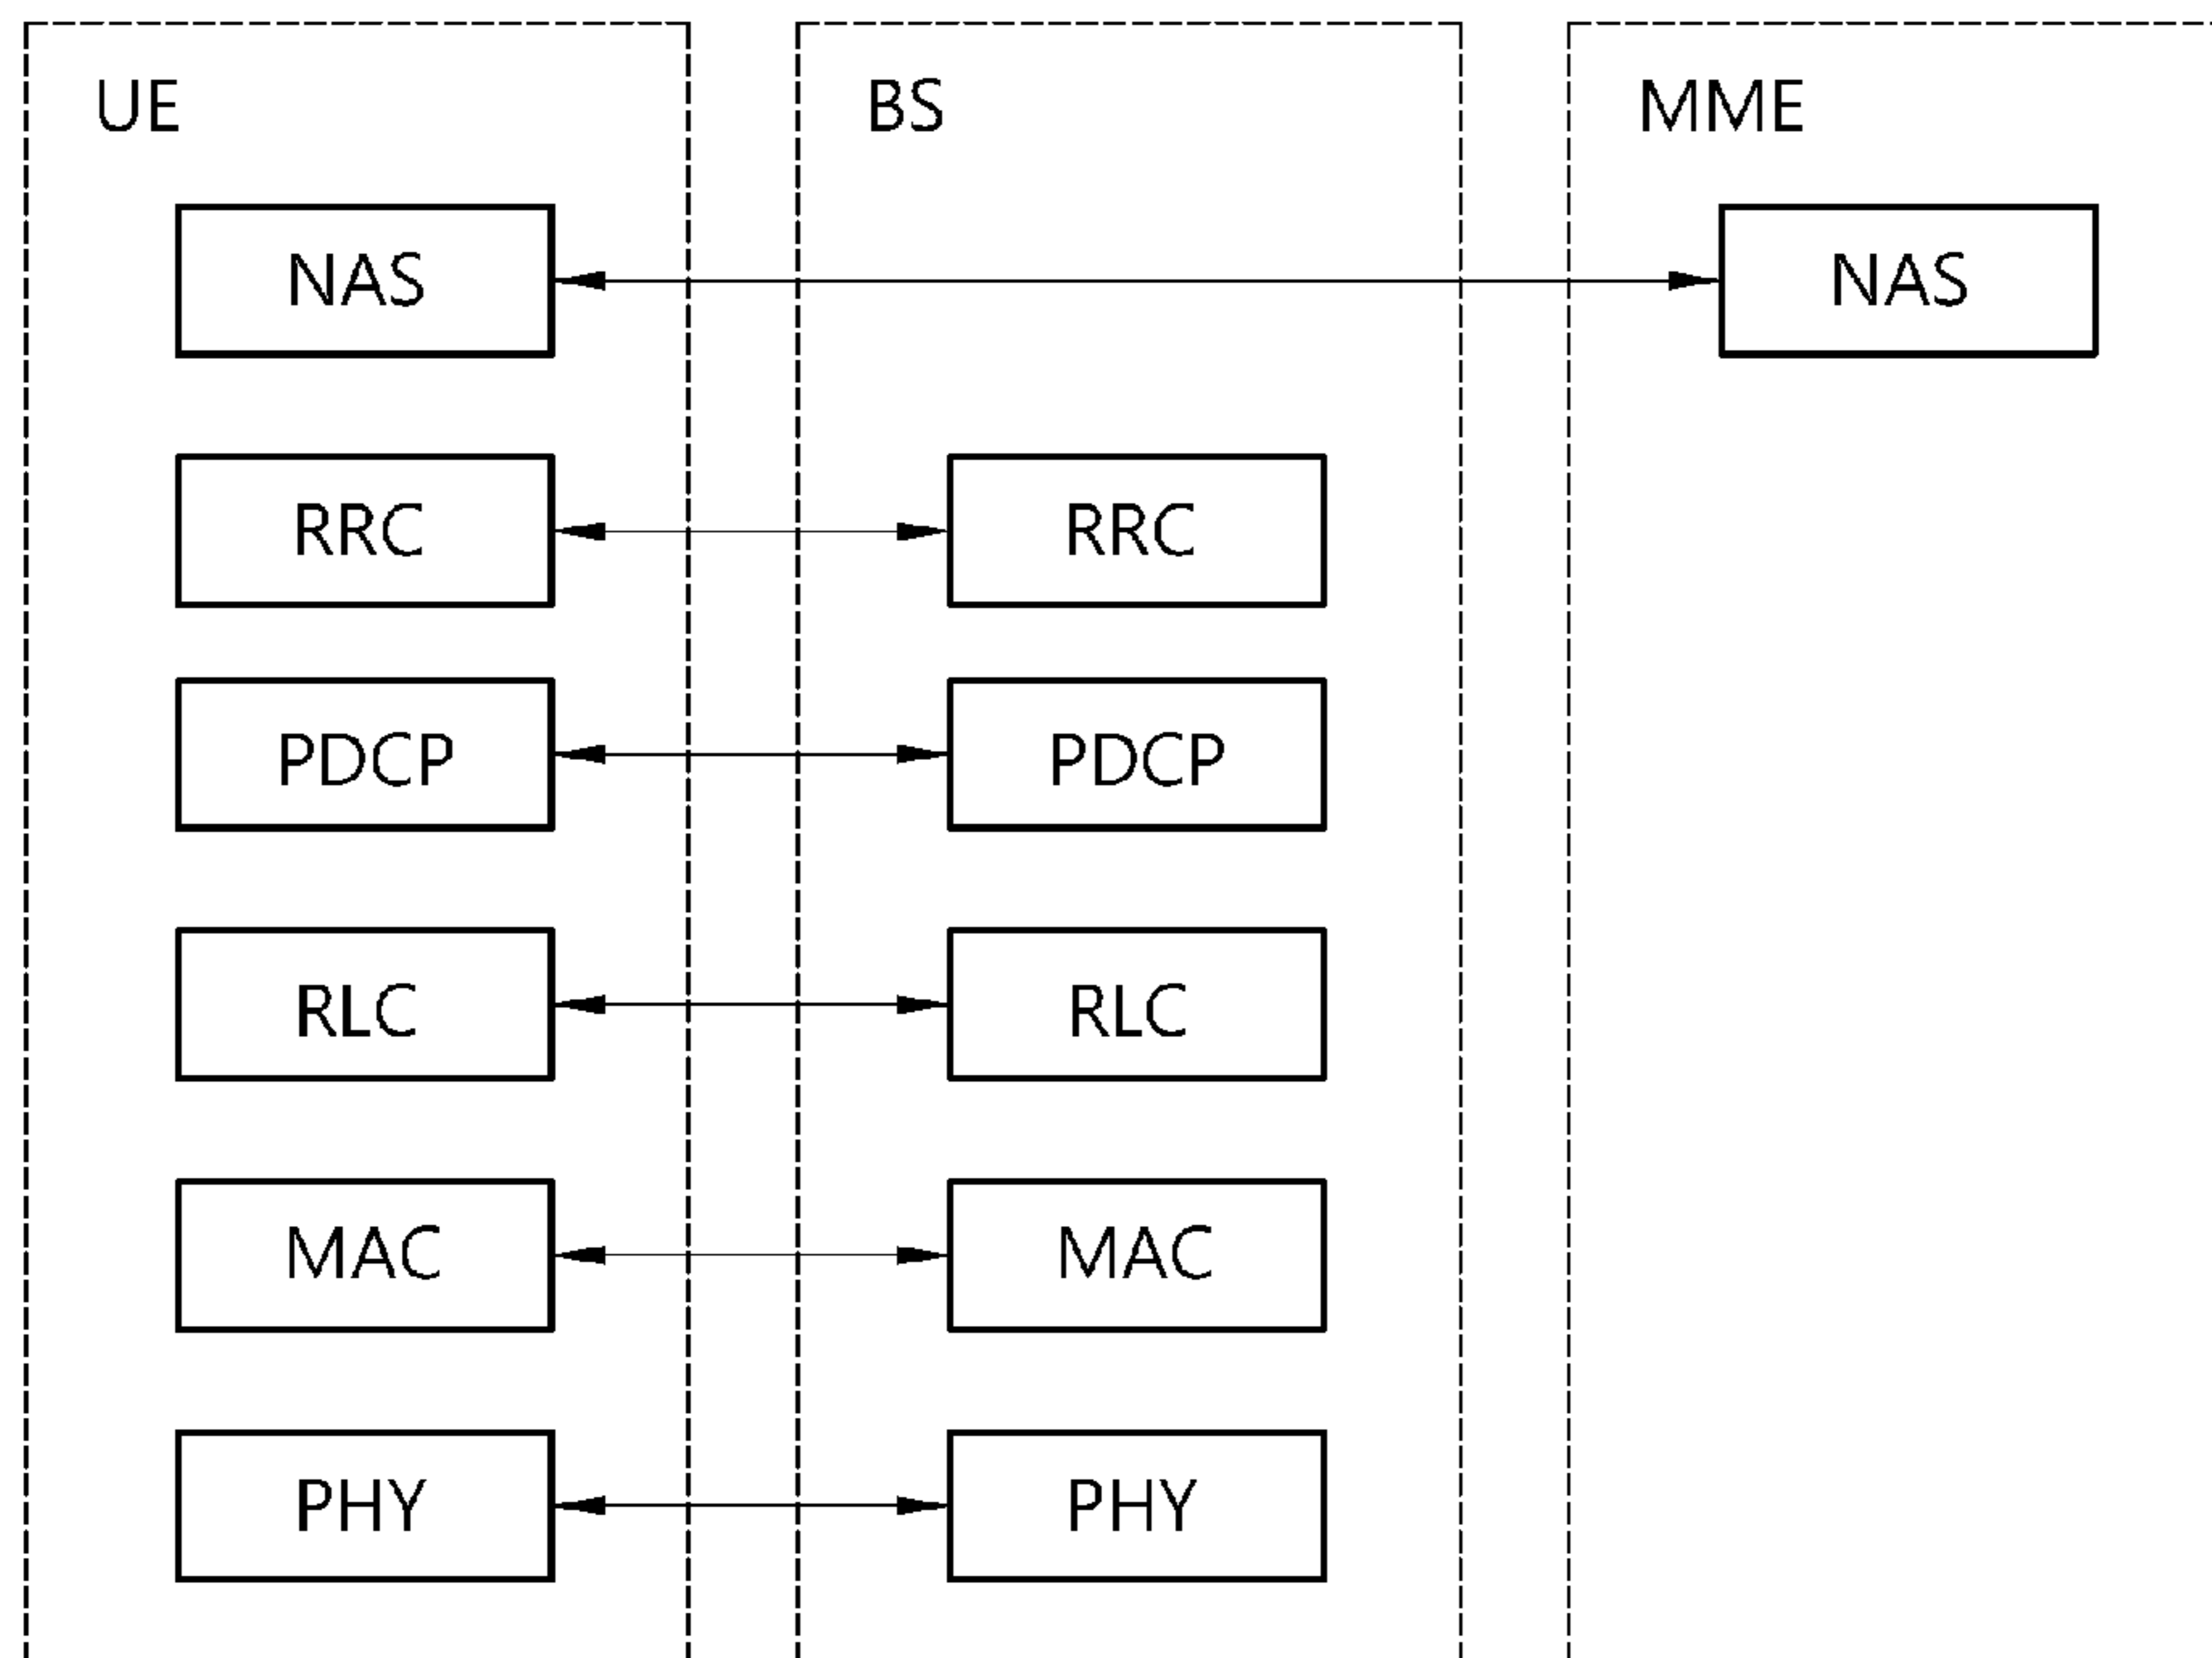 UE BS MME
NAS NAS
RRC RRC
PDCP PDCP
RLC RLC
MAC MAC
PHY PHY